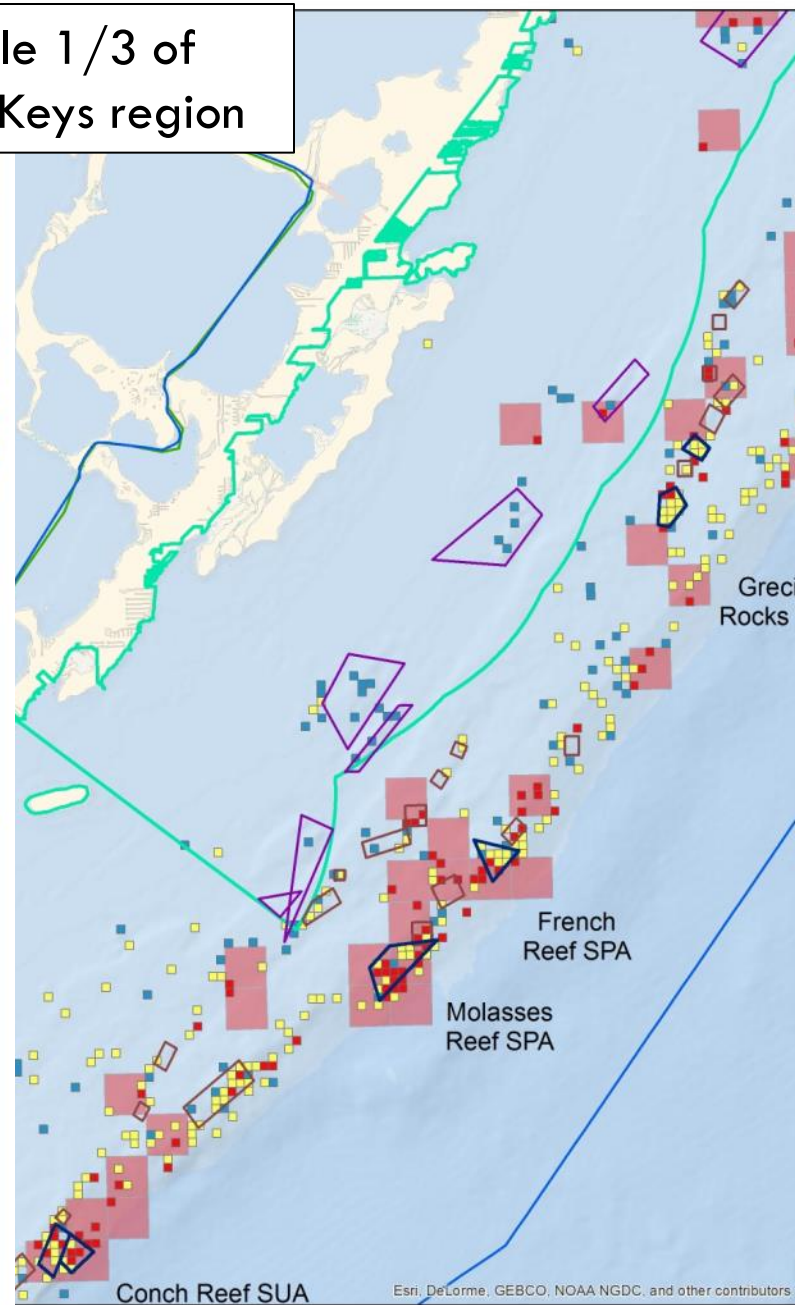 le 1/3 of
Keys region
Greci
Rocks
French
Reef SPA
Molasses
Reef SPA
Conch Reef SUA
Esri, DeLorme, GEBCO, NOAA NGDC, and other contributors